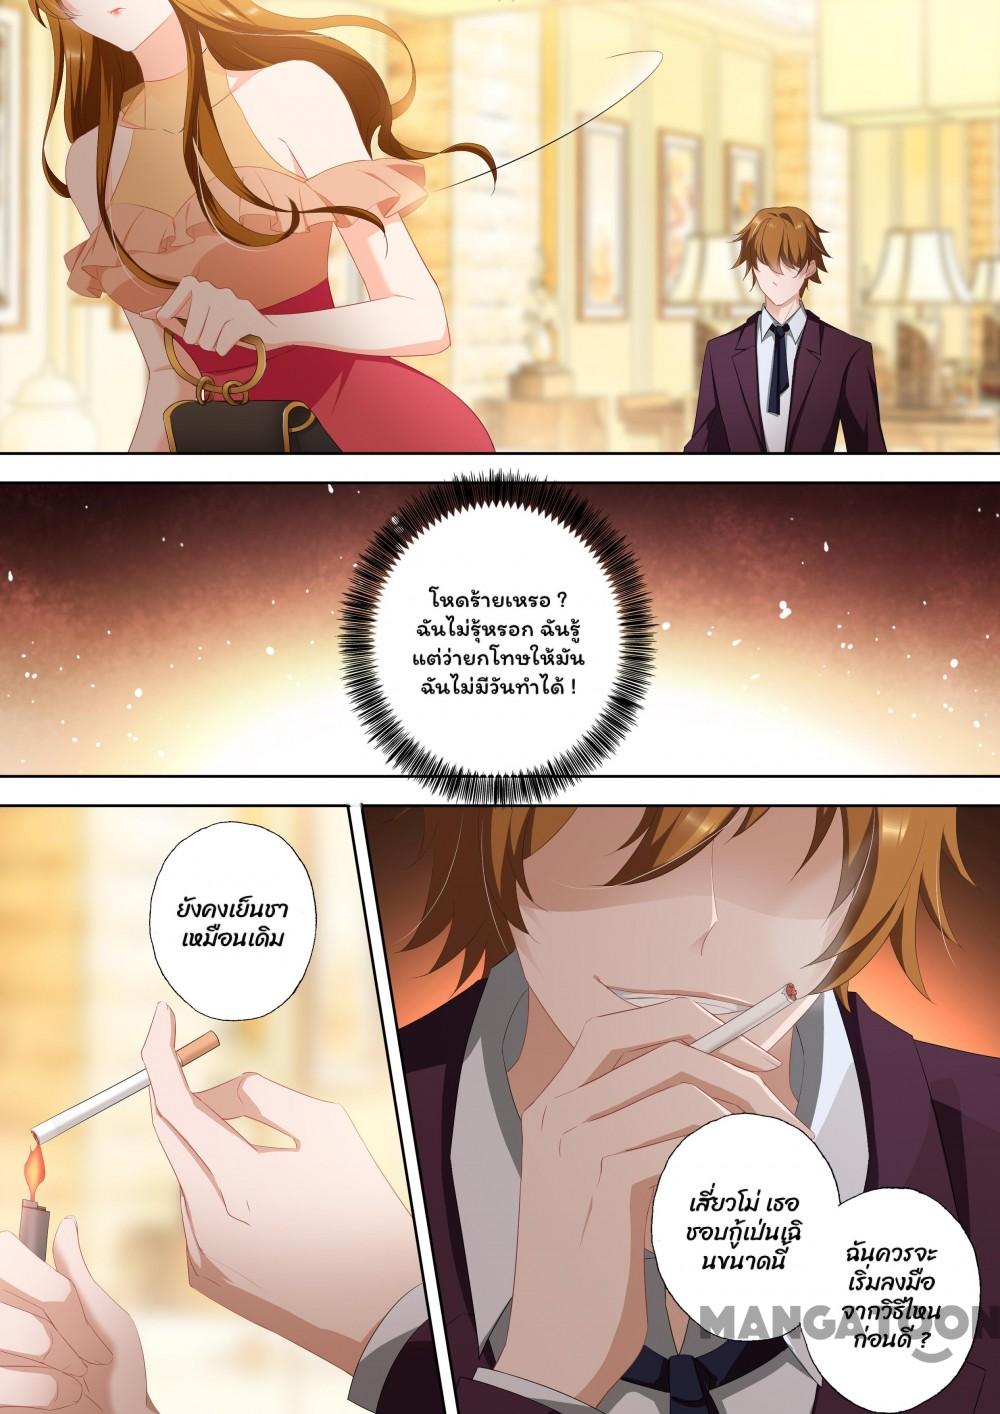 โหดร้ายเหรอ ?
ฉันไม่รุ้หรอก ฉันรู้
แต่ว่ายกโทษให้มัน
ฉันไม่มีวันทำได้ !
ยังคงเย็นชา
เหมือนเดิม
เสี่ยวโม่ เธอ
ชอบกู้เป่นเฉิ
นขนาดนี้
ฉันควรจะ
เริ่มลงมือ
จากวิธีไหน
ก่อนดี ?
MANGATOON